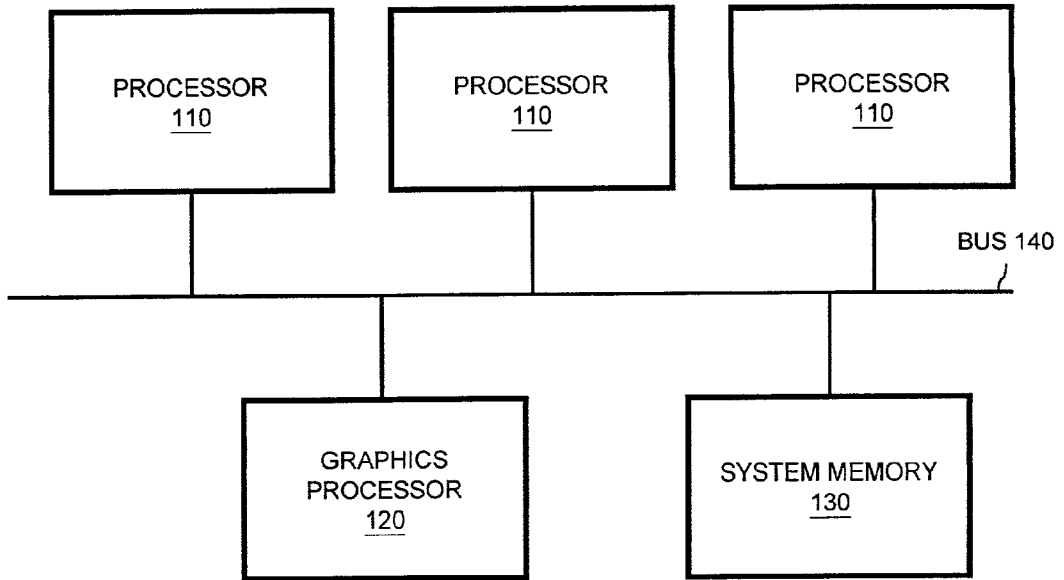 PROCESSOR
110
PROCESSOR
110
PROCESSOR
110
BUS 140
GRAPHICS
PROCESSOR
120
SYSTEM MEMORY
130